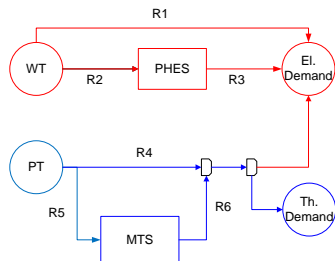 R1
WT
R2
PHES
R3
El.
Demand
PT
R4
R5
MTS
R6
Th.
Demand